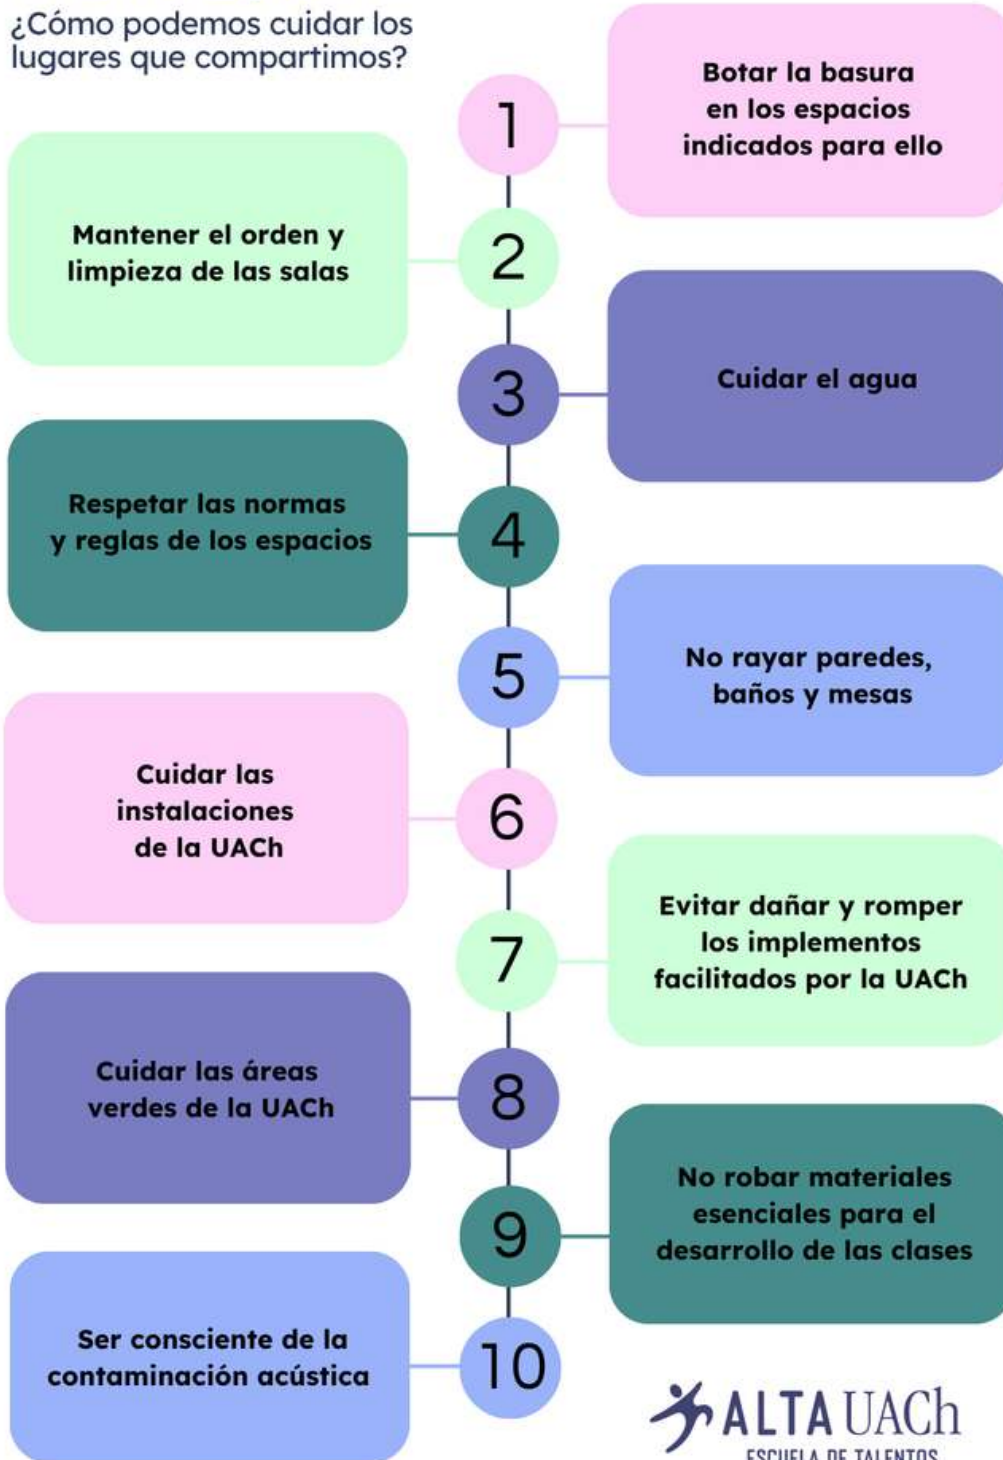 ¿Cómo podemos cuidar los
lugares que compartimos?
1
Botar la basura
en los espacios
indicados para ello
Mantener el orden y
limpieza de las salas
2
3
Cuidar el agua
Respetar las normas
y reglas de los espacios
4
5
No rayar paredes,
baños y mesas
Cuidar las
instalaciones
de la UACh
6
7
Evitar dañar y romper
los implementos
facilitados por la UACh
Cuidar las áreas
verdes de la UACh
8
9
No robar materiales
esenciales para el
desarrollo de las clases
Ser consciente de la
contaminación acústica
10
ALTA UACh
ESCUELA DE TALENTOS